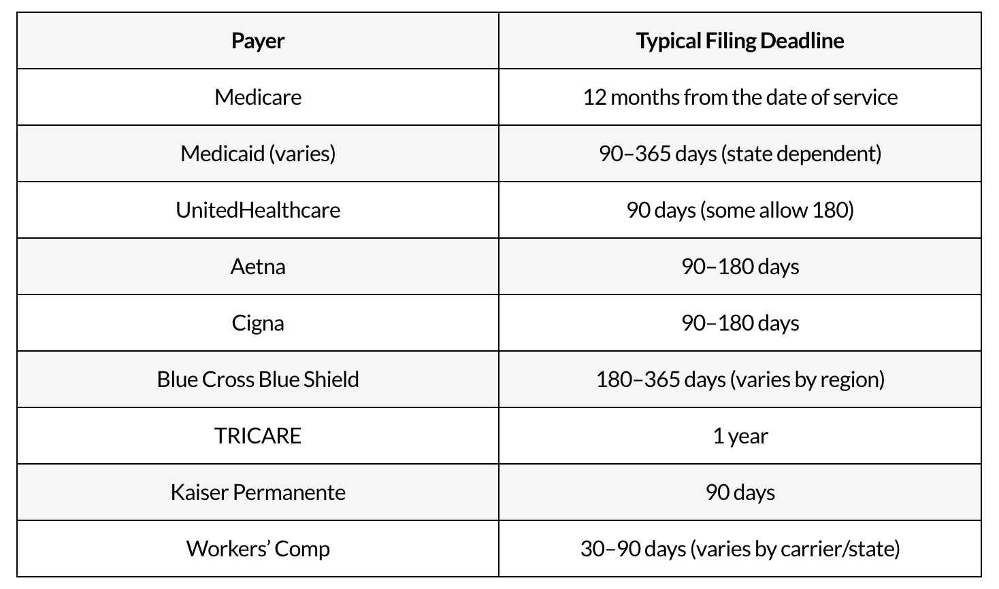 Payer Typical Filing Deadline
Medicare 12 months from the date of service
Medicaid (varies) 90–365 days (state dependent)
UnitedHealthcare 90 days (some allow 180)
Aetna 90–180 days
Cigna 90–180 days
Blue Cross Blue Shield 180–365 days (varies by region)
TRICARE 1 year
Kaiser Permanente 90 days
Workers’ Comp 30–90 days (varies by carrier/state)